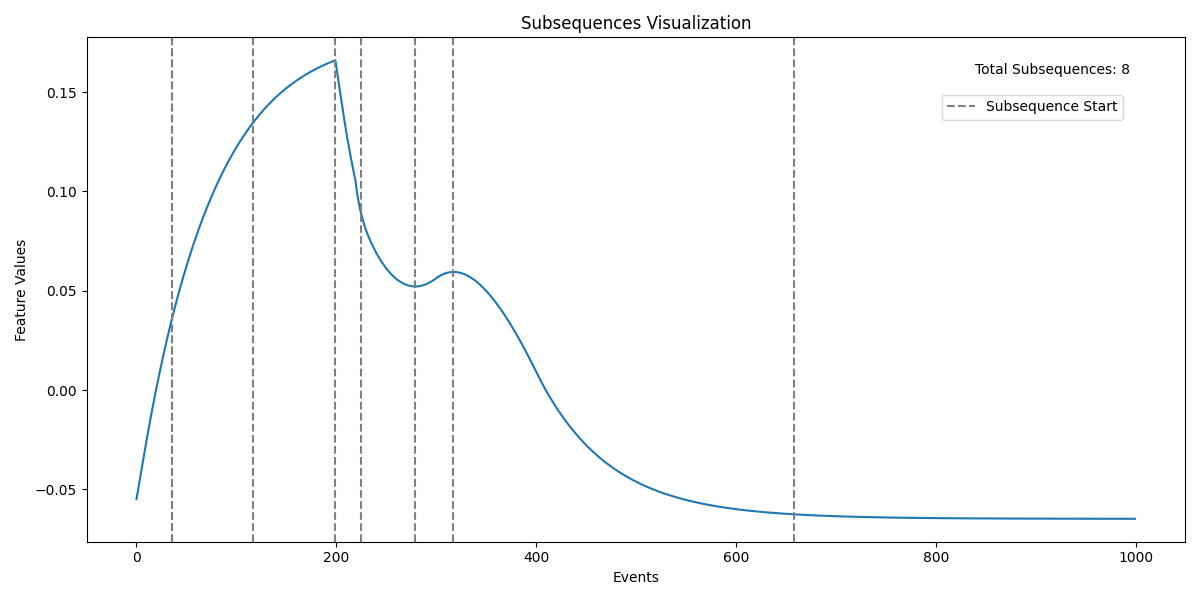 Subsequences Visualization
Total Subsequences: 8
Subsequence Start
Feature Values
0.15
0.10
0.05
0.00
−0.05
0
200
400
600
800
1000
Events